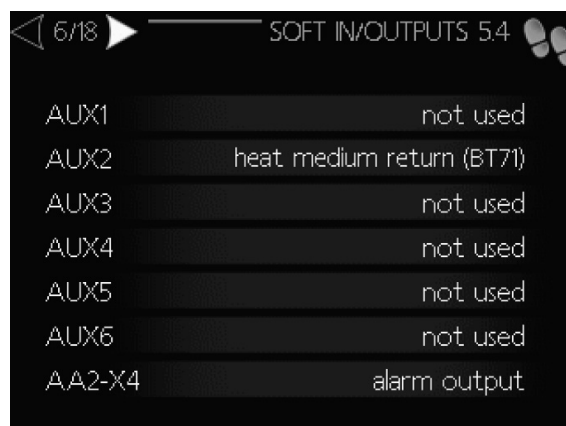 6/18 SOFT IN/OUTPUTS 5.4
AUX1 not used
AUX2 heat medium return (BT71)
AUX3 not used
AUX4 not used
AUX5 not used
AUX6 not used
AA2-X4 alarm output